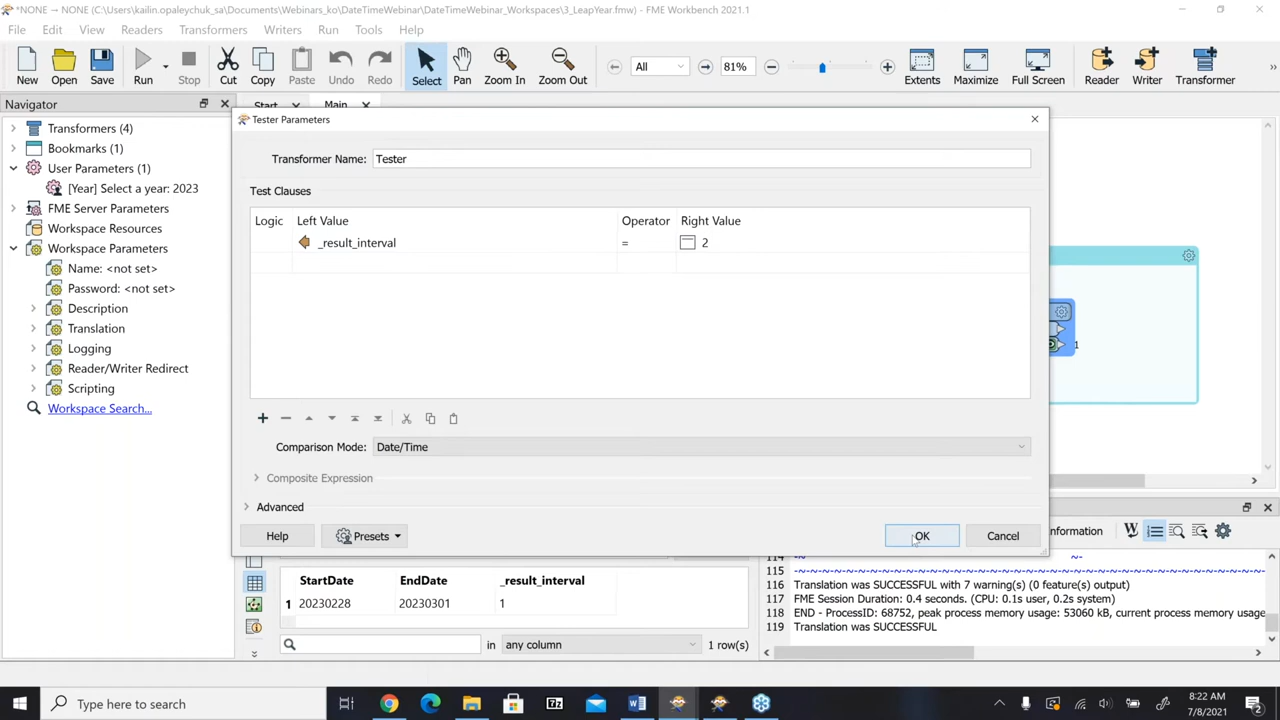 *NONE → NONE (C:\Users\kailin.opaleychuk_sa\Documents\Webinars_ko\DateTimeWebinar\DateTimeWebinar_Workspaces\3_LeapYear.fmw) - FME Workbench 2021.1
File Edit View Readers Transformers Writers Run Tools Help
New Open Save Run Stop Cut Copy Paste Undo Redo Select Pan Zoom In Zoom Out All 81% Extents Maximize Full Screen Reader Writer Transformer »
Navigator
Start Main
Transformers (4)
Bookmarks (1)
User Parameters (1)
[Year] Select a year: 2023
FME Server Parameters
Workspace Resources
Workspace Parameters
Name: <not set>
Password: <not set>
Description
Translation
Logging
Reader/Writer Redirect
Scripting
Workspace Search...
Tester Parameters
Transformer Name: Tester
Test Clauses
Logic Left Value Operator Right Value
_result_interval = 2
Comparison Mode: Date/Time
Composite Expression
Advanced
Help Presets OK Cancel
1
nformation
StartDate EndDate _result_interval
1 20230228 20230301 1
in any column 1 row(s)
114 ~ ~-
115 -~-~-~-~-~-~-~-~-~-~-~-~-~-~-~-~-~-~-~-~-~-~-~-~-~-~-~-~-~-~-~-~-
116 Translation was SUCCESSFUL with 7 warning(s) (0 feature(s) output)
117 FME Session Duration: 0.4 seconds. (CPU: 0.1s user, 0.2s system)
118 END - ProcessID: 68752, peak process memory usage: 53060 kB, current process memory usage
119 Translation was SUCCESSFUL
Type here to search
8:22 AM
7/8/2021
2